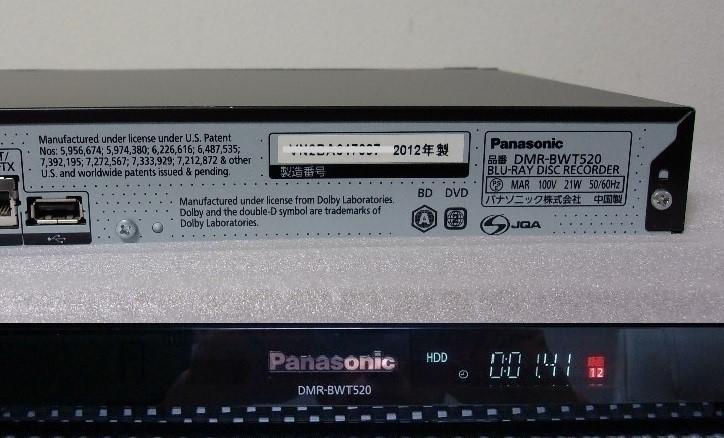 Manufactured under license under U.S. Patent
Nos: 5,956,674; 5,974,380; 6,226,616; 6,487,535;
7,392,195; 7,272,567; 7,333,929; 7,212,872 & other
U.S. and worldwide patents issued & pending.
2012年製
製造番号
Manufactured under license from Dolby Laboratories.
Dolby and the double-D symbol are trademarks of
Dolby Laboratories.
BD DVD
A 2
Panasonic
品番 DMR-BWT520
BLU-RAY DISC RECORDER
MAR 100V 21W 50/60Hz
パナソニック株式会社 中国製
JQA
Panasonic
DMR-BWT520
HDD
0:01.41
12